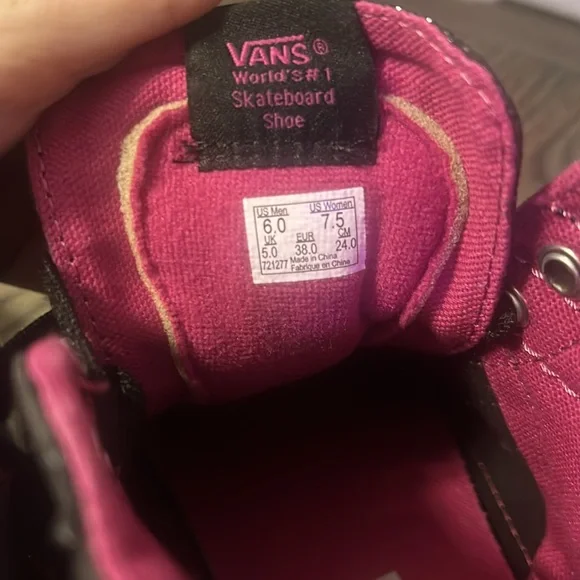 VANS®
World's#1
Skateboard
Shoe
US Men US Women
6.0 7.5
UK EUR CM
5.0 38.0 24.0
721277 Made in China
Fabriqué en Chine